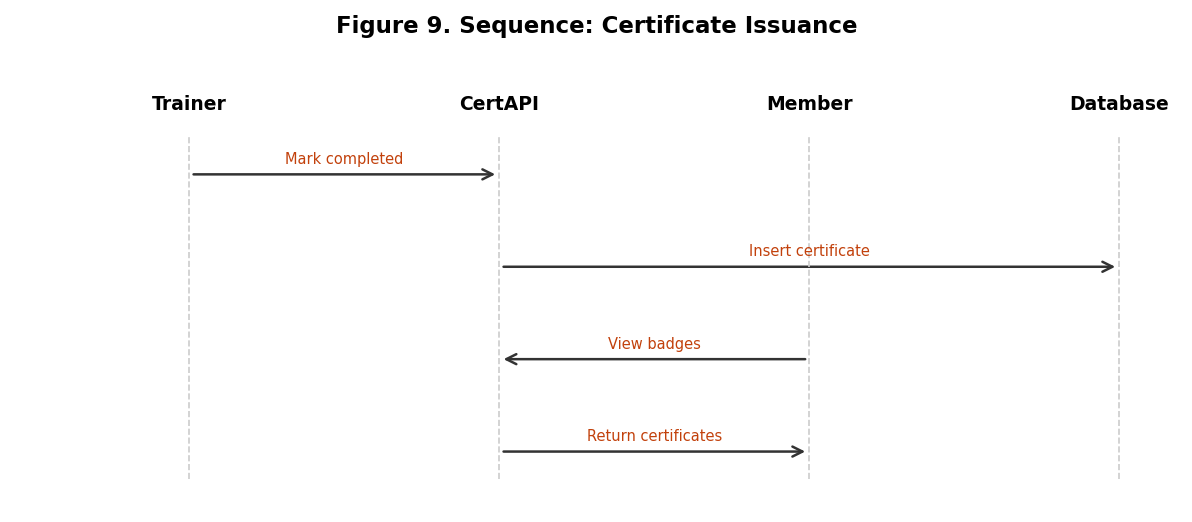 Figure 9. Sequence: Certificate Issuance
Trainer CertAPI Member Database
Mark completed
Insert certificate
View badges
Return certificates